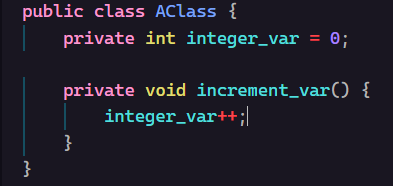 public class AClass {
    private int integer_var = 0;

    private void increment_var() {
        integer_var++;
    }
}